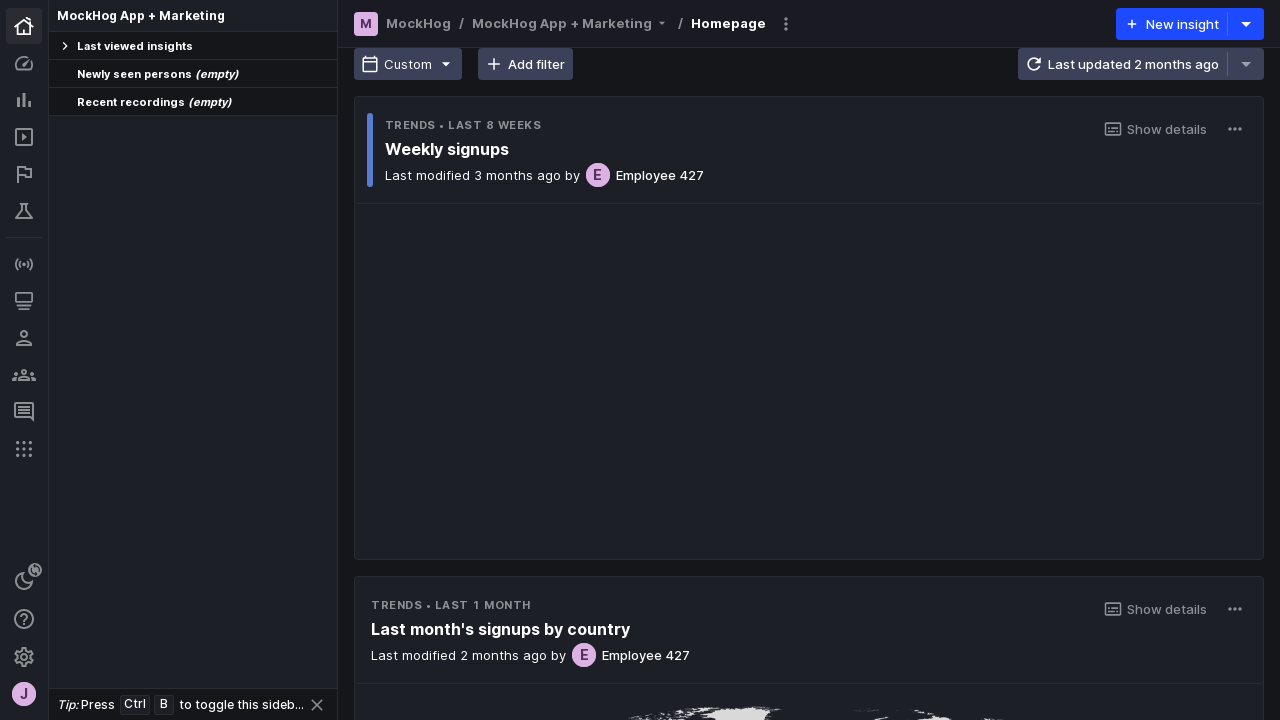 MockHog App + Marketing
Last viewed insights
Newly seen persons (empty)
Recent recordings (empty)
J
Tip: Press Ctrl B to toggle this sideb...
M MockHog / MockHog App + Marketing / Homepage
New insight
Custom
Add filter
Last updated 2 months ago
TRENDS • LAST 8 WEEKS
Show details
Weekly signups
Last modified 3 months ago by E Employee 427
TRENDS • LAST 1 MONTH
Show details
Last month's signups by country
Last modified 2 months ago by E Employee 427